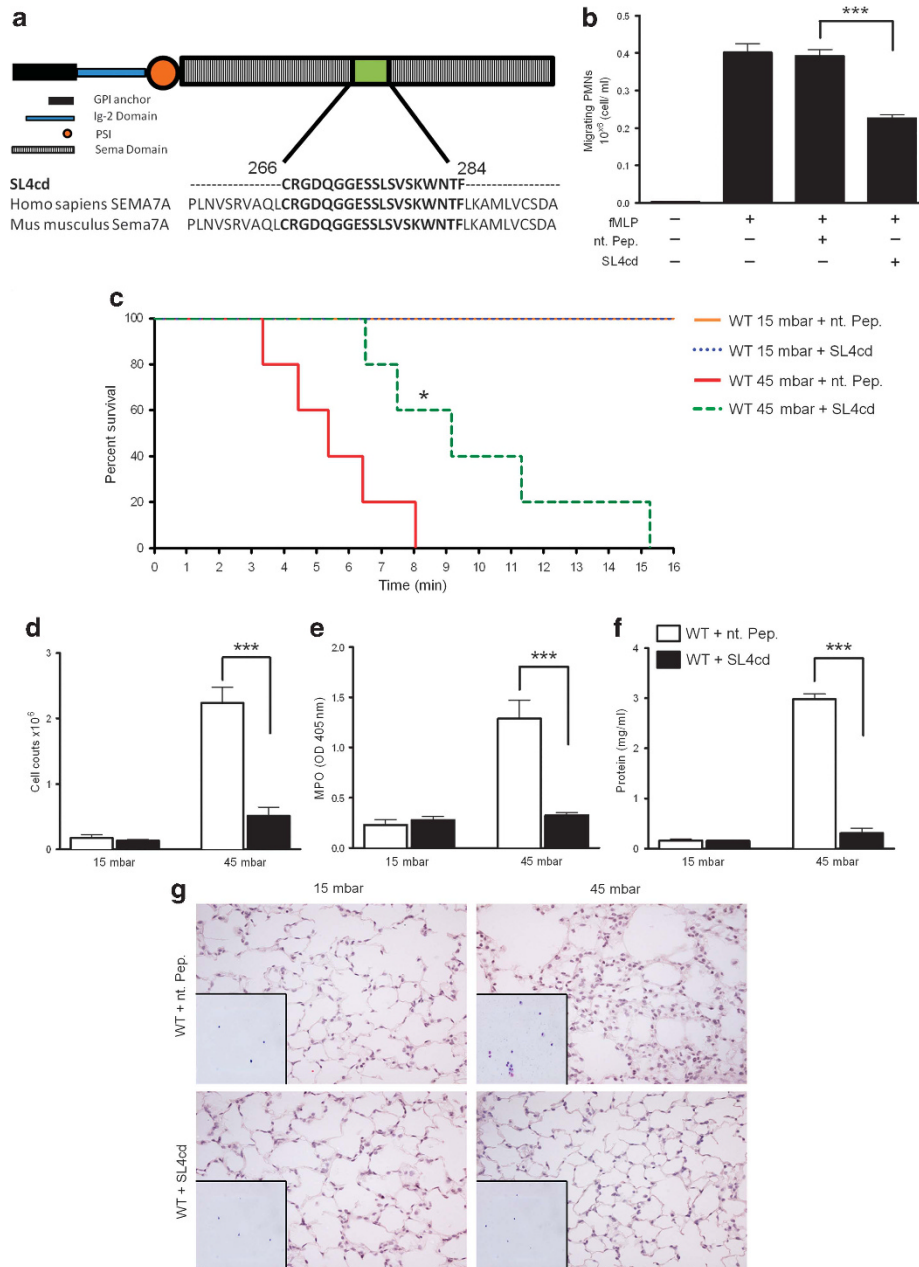 a
GPI anchor
Ig-2 Domain
PSI
Sema Domain
266 284
SL4cd ------------CRGDQGGESSLSVSKWNTF------------
Homo sapiens SEMA7A PLNVSRVAQLCRGDQGGESSLSVSKWNTFLKAMLVCSDA
Mus musculus Sema7A PLNVSRVAQLCRGDQGGESSLSVSKWNTFLKAMLVCSDA
b
***
Migrating PMNs
10^x6 (cell/ ml)
0.5
0.4
0.3
0.2
0.1
0.0
fMLP – + + +
nt. Pep. – – + –
SL4cd – – – +
c
Percent survival
100
80
60
40
20
0
*
0 1 2 3 4 5 6 7 8 9 10 11 12 13 14 15 16
Time (min)
WT 15 mbar + nt. Pep.
WT 15 mbar + SL4cd
WT 45 mbar + nt. Pep.
WT 45 mbar + SL4cd
d
***
Cell couts x10^6
3
2
1
0
15 mbar 45 mbar
e
***
MPO (OD 405 nm)
2.0
1.5
1.0
0.5
0.0
15 mbar 45 mbar
f
WT + nt. Pep.
WT + SL4cd
***
Protein (mg/ml)
4
3
2
1
0
15 mbar 45 mbar
g
15 mbar 45 mbar
WT + nt. Pep.
WT + SL4cd